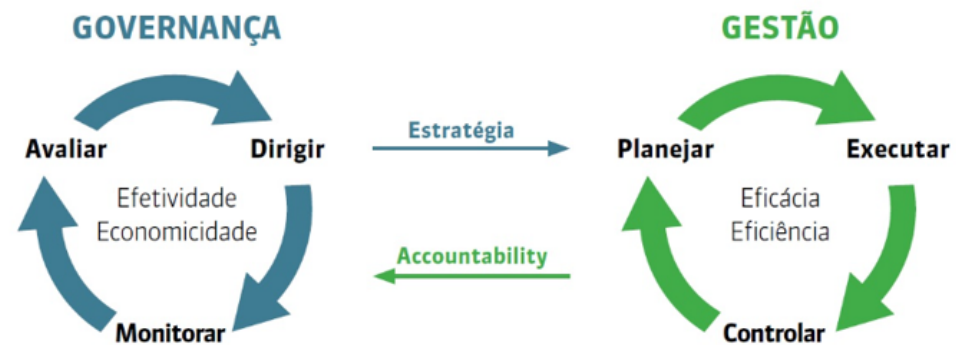 GOVERNANÇA
Avaliar
Dirigir
Efetividade
Economicidade
Monitorar
Estratégia
Accountability
GESTÃO
Planejar
Executar
Eficácia
Eficiência
Controlar